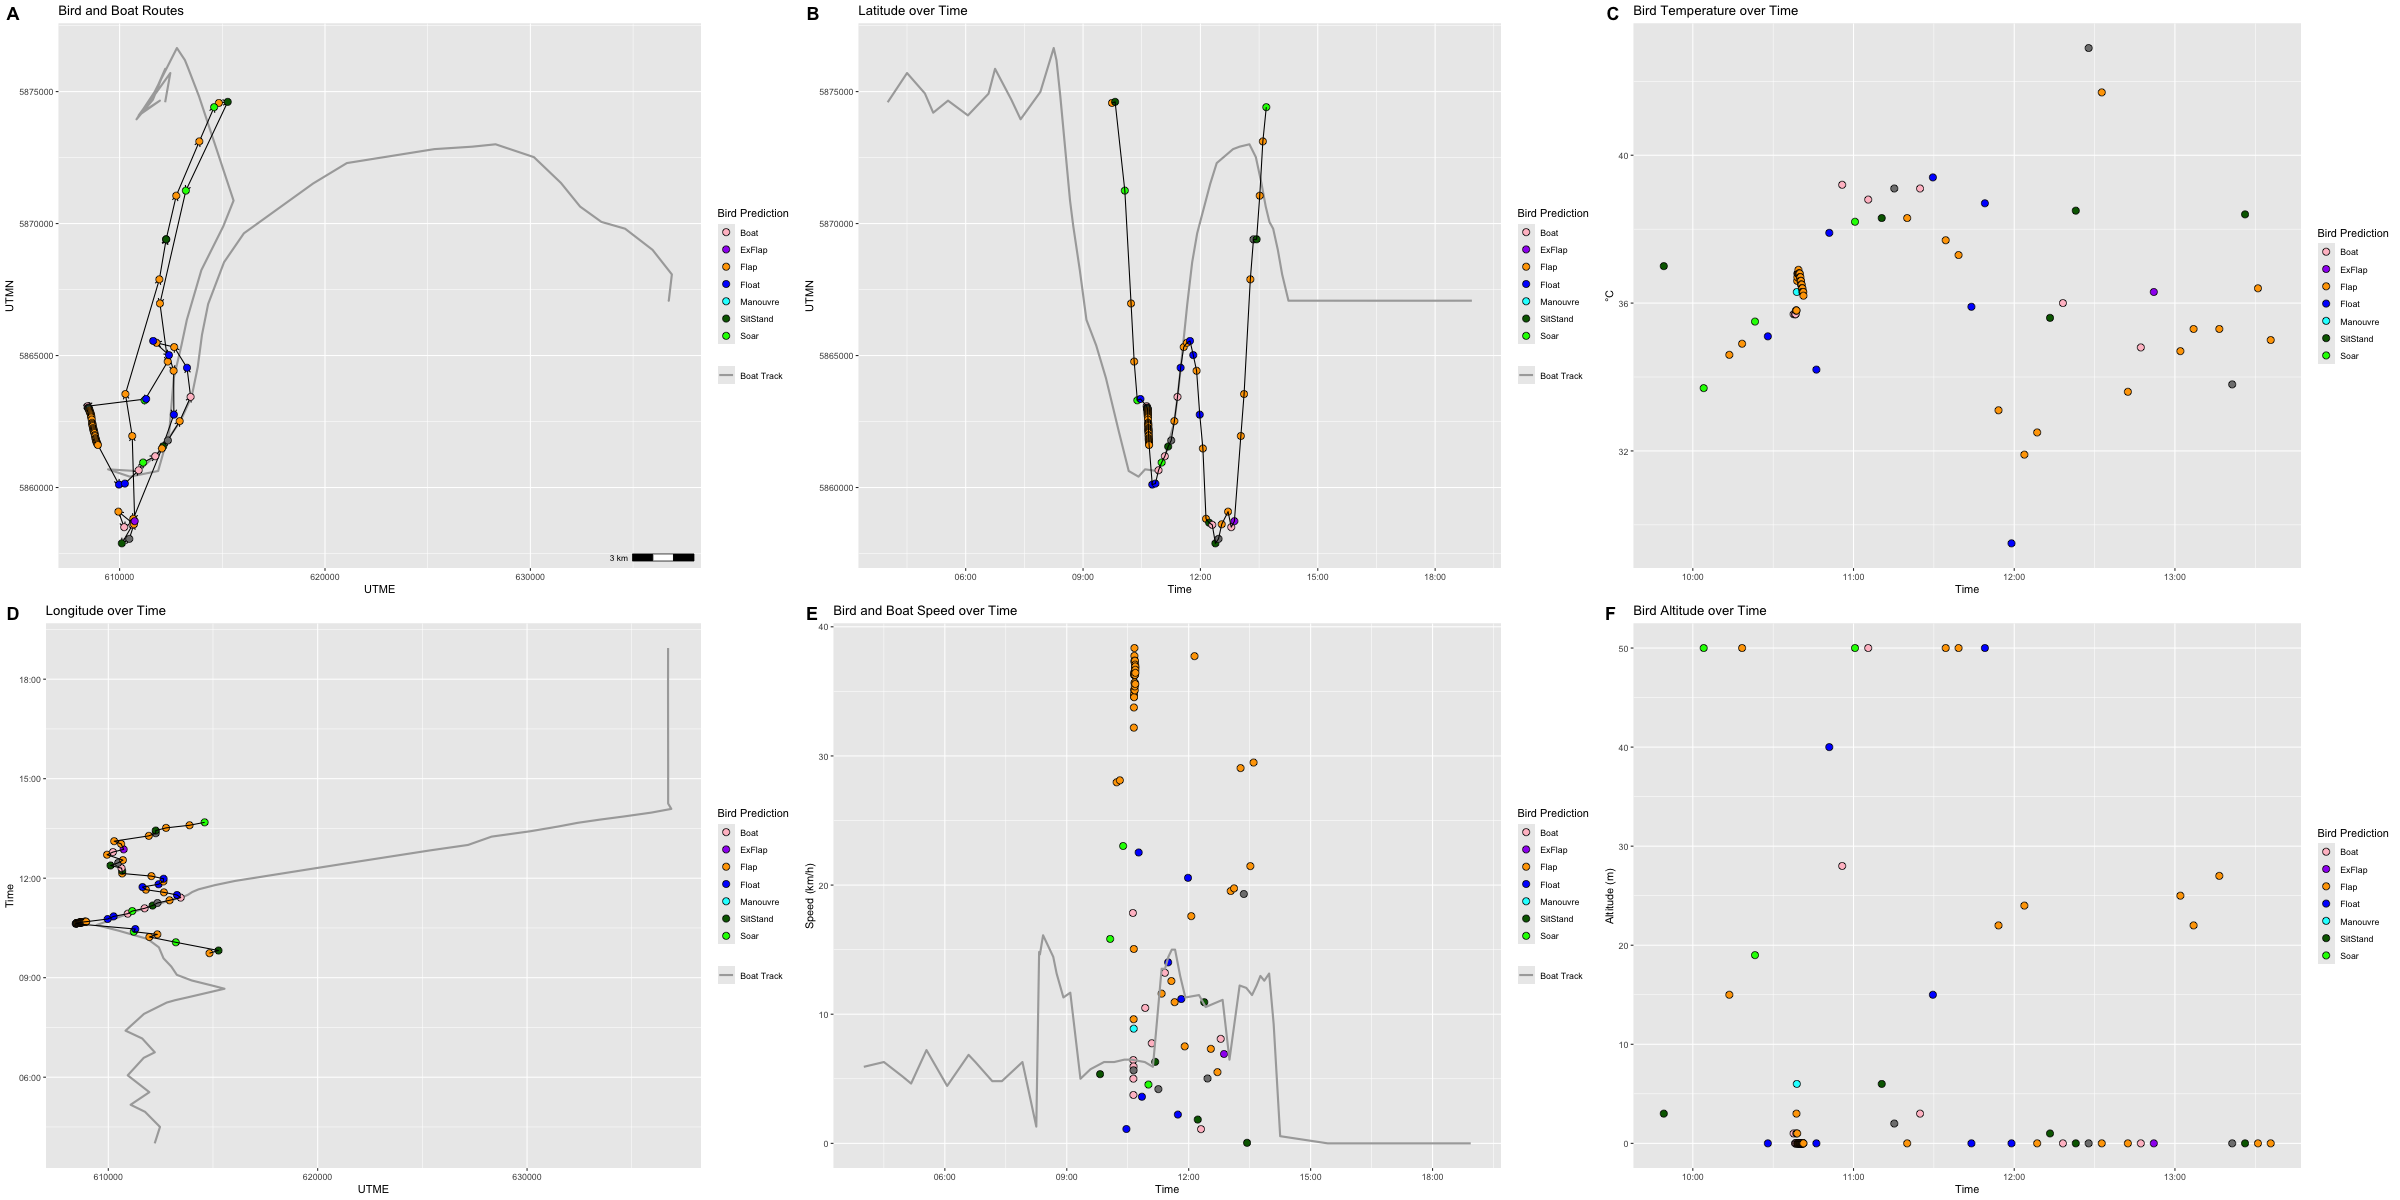 A
Bird and Boat Routes
5875000
5870000
5865000
5860000
UTMN
3 km
610000
620000
630000
UTME
Bird Prediction
Boat
ExFlap
Flap
Float
Manouvre
SitStand
Soar
Boat Track
B
Latitude over Time
5875000
5870000
5865000
5860000
UTMN
06:00
09:00
12:00
15:00
18:00
Time
Bird Prediction
Boat
ExFlap
Flap
Float
Manouvre
SitStand
Soar
Boat Track
C
Bird Temperature over Time
40
36
32
°C
10:00
11:00
12:00
13:00
Time
Bird Prediction
Boat
ExFlap
Flap
Float
Manouvre
SitStand
Soar
D
Longitude over Time
18:00
15:00
12:00
09:00
06:00
Time
610000
620000
630000
UTME
Bird Prediction
Boat
ExFlap
Flap
Float
Manouvre
SitStand
Soar
Boat Track
E
Bird and Boat Speed over Time
40
30
20
10
0
Speed (km/h)
06:00
09:00
12:00
15:00
18:00
Time
Bird Prediction
Boat
ExFlap
Flap
Float
Manouvre
SitStand
Soar
Boat Track
F
Bird Altitude over Time
50
40
30
20
10
0
Altitude (m)
10:00
11:00
12:00
13:00
Time
Bird Prediction
Boat
ExFlap
Flap
Float
Manouvre
SitStand
Soar